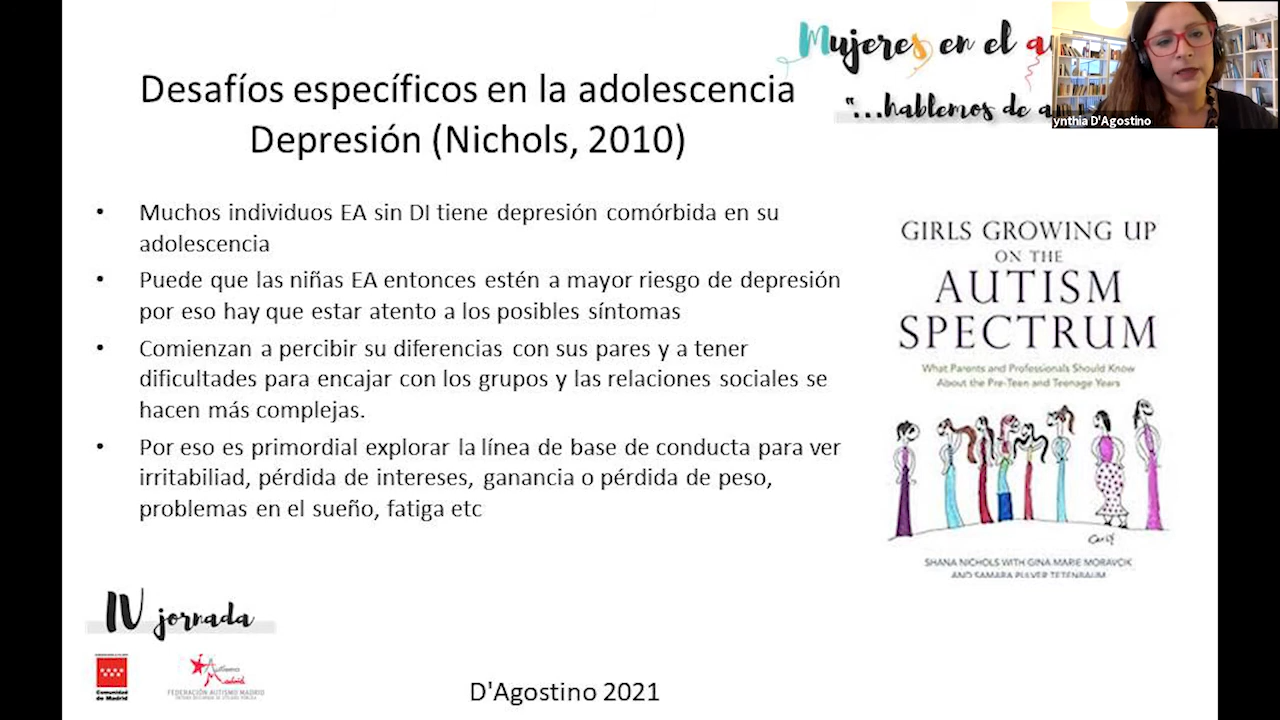 Mujeres en el
"...hablemos de
ynthia D'Agostino
Desafíos específicos en la adolescencia
Depresión (Nichols, 2010)
• Muchos individuos EA sin DI tiene depresión comórbida en su
adolescencia
• Puede que las niñas EA entonces estén a mayor riesgo de depresión
por eso hay que estar atento a los posibles síntomas
• Comienzan a percibir su diferencias con sus pares y a tener
dificultades para encajar con los grupos y las relaciones sociales se
hacen más complejas.
• Por eso es primordial explorar la línea de base de conducta para ver
irritabiliad, pérdida de intereses, ganancia o pérdida de peso,
problemas en el sueño, fatiga etc
GIRLS GROWING UP
ON THE
AUTISM
SPECTRUM
What Parents and Professionals Should Know
About the Pre-Teen and Teenage Years
SHANA NICHOLS WITH GINA MARIE MORAVCIK
AND SAMARA PULVER TETENBAUM
IV jornada
Comunidad
de Madrid
Autismo
Madrid
FEDERACIÓN AUTISMO MADRID
D'Agostino 2021